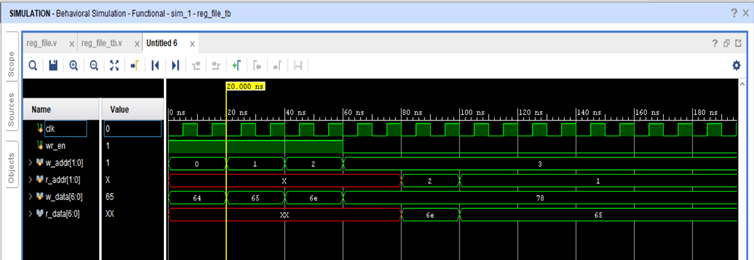 SIMULATION - Behavioral Simulation - Functional - sim_1 - reg_file_tb ? X
reg_file.v x reg_file_tb.v x Untitled 6 x ?
Scope
Sources
Objects
20.000 ns
Name Value
0 ns 20 ns 40 ns 60 ns 80 ns 100 ns 120 ns 140 ns 160 ns 180 ns
clk 0
wr_en 1
w_addr[1:0] 1 0 1 2 3
r_addr[1:0] X X 2 1
w_data[6:0] 65 64 65 6e 78
r_data[6:0] XX XX 6e 65